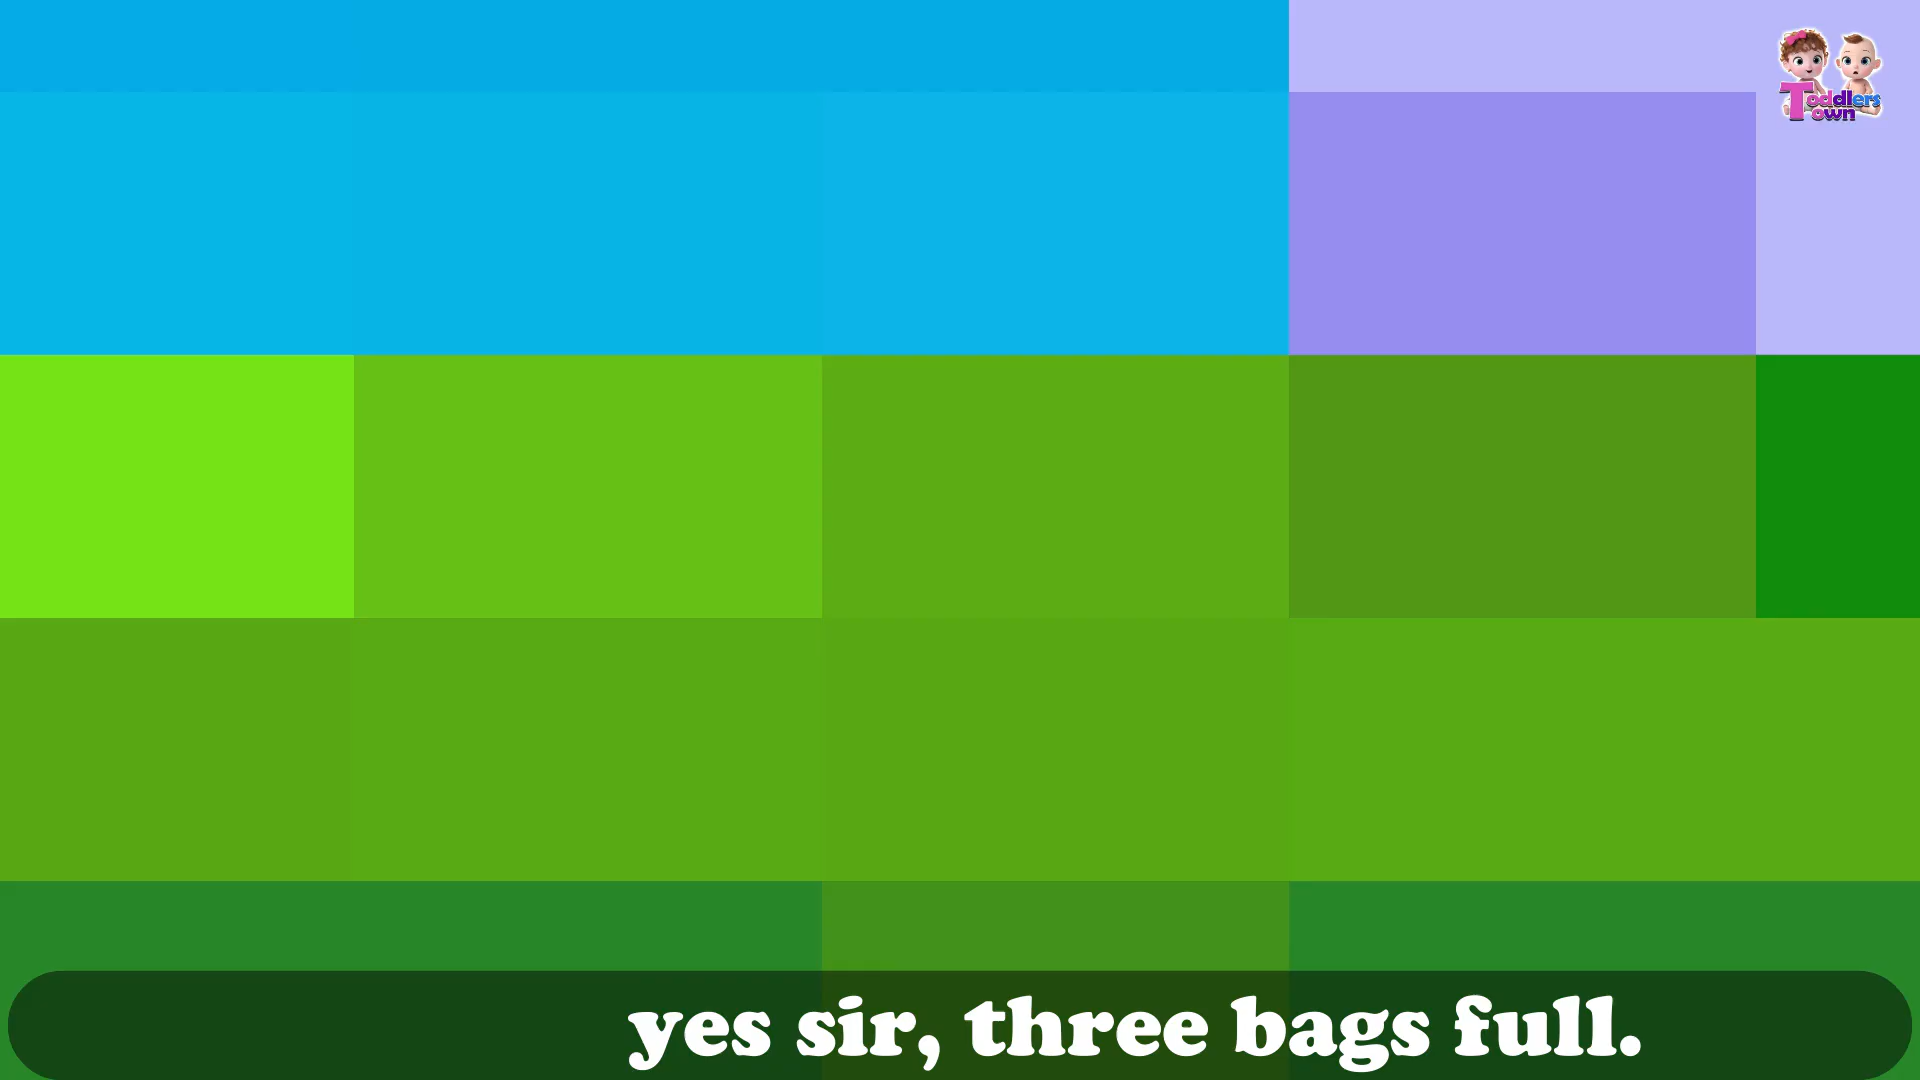 Toddlers
Town
yes sir, three bags full.